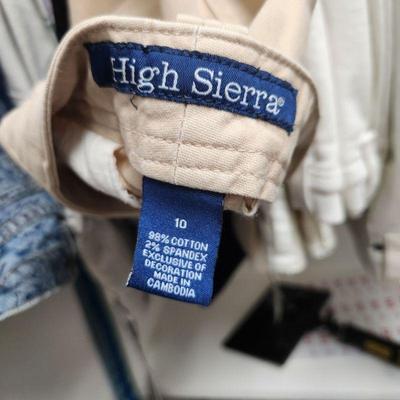 High Sierra®
10
98% COTTON
2% SPANDEX
EXCLUSIVE OF
DECORATION
MADE IN
CAMBODIA